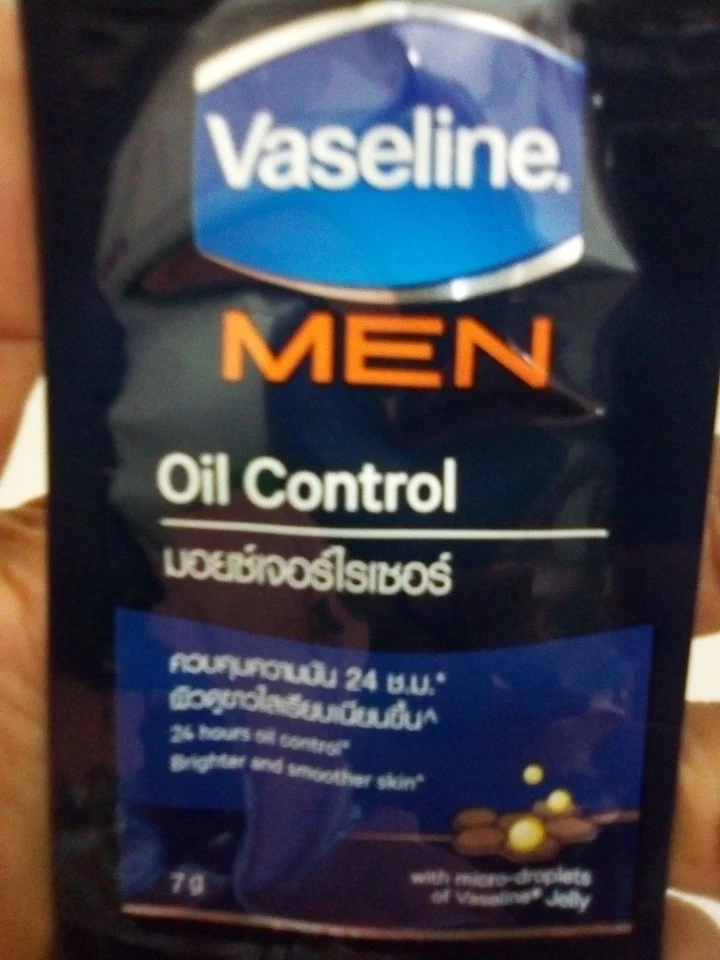 Vaseline.
MEN
Oil Control
มอยซ์เจอร์ไรเซอร์
ควบคุมความมัน 24 ช.ม.*
ผิวดูขาวใสเรียบเนียนขึ้น^
24 hours oil control*
Brighter and smoother skin^
7 g
with micro-droplets
of Vaseline® Jelly